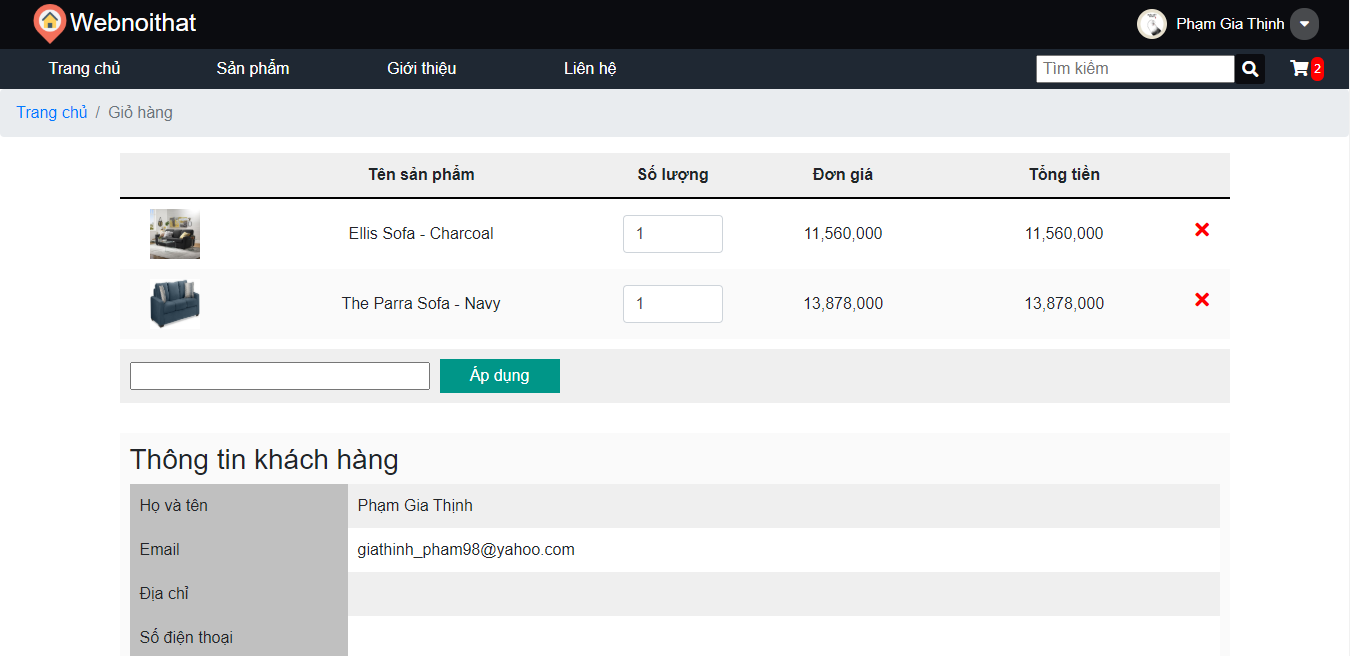 Webnoithat
Phạm Gia Thịnh
Trang chủ Sản phẩm Giới thiệu Liên hệ Tìm kiếm 2
Trang chủ / Giỏ hàng
Tên sản phẩm Số lượng Đơn giá Tổng tiền
Ellis Sofa - Charcoal 1 11,560,000 11,560,000
The Parra Sofa - Navy 1 13,878,000 13,878,000
Áp dụng
Thông tin khách hàng
Họ và tên Phạm Gia Thịnh
Email giathinh_pham98@yahoo.com
Địa chỉ
Số điện thoại